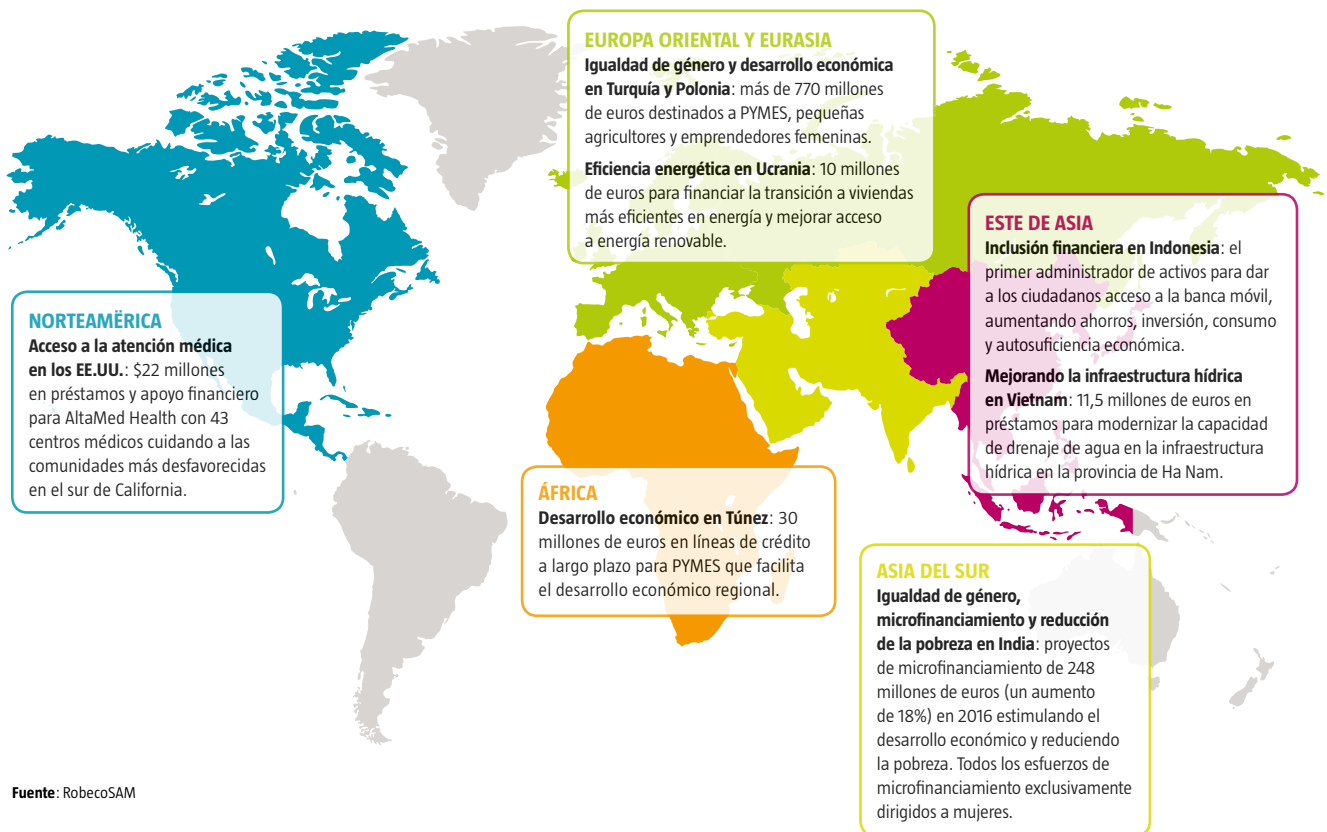 EUROPA ORIENTAL Y EURASIA
Igualdad de género y desarrollo económica
en Turquía y Polonia: más de 770 millones
de euros destinados a PYMES, pequeñas
agricultores y emprendedores femeninas.
Eficiencia energética en Ucrania: 10 millones
de euros para financiar la transición a viviendas
más eficientes en energía y mejorar acceso
a energía renovable.
ESTE DE ASIA
Inclusión financiera en Indonesia: el
primer administrador de activos para dar
a los ciudadanos acceso a la banca móvil,
aumentando ahorros, inversión, consumo
y autosuficiencia económica.
Mejorando la infraestructura hídrica
en Vietnam: 11,5 millones de euros en
préstamos para modernizar la capacidad
de drenaje de agua en la infraestructura
hídrica en la provincia de Ha Nam.
NORTEAMËRICA
Acceso a la atención médica
en los EE.UU.: $22 millones
en préstamos y apoyo financiero
para AltaMed Health con 43
centros médicos cuidando a las
comunidades más desfavorecidas
en el sur de California.
ÁFRICA
Desarrollo económico en Túnez: 30
millones de euros en líneas de crédito
a largo plazo para PYMES que facilita
el desarrollo económico regional.
ASIA DEL SUR
Igualdad de género,
microfinanciamiento y reducción
de la pobreza en India: proyectos
de microfinanciamiento de 248
millones de euros (un aumento
de 18%) en 2016 estimulando el
desarrollo económico y reduciendo
la pobreza. Todos los esfuerzos de
microfinanciamiento exclusivamente
dirigidos a mujeres.
Fuente: RobecoSAM